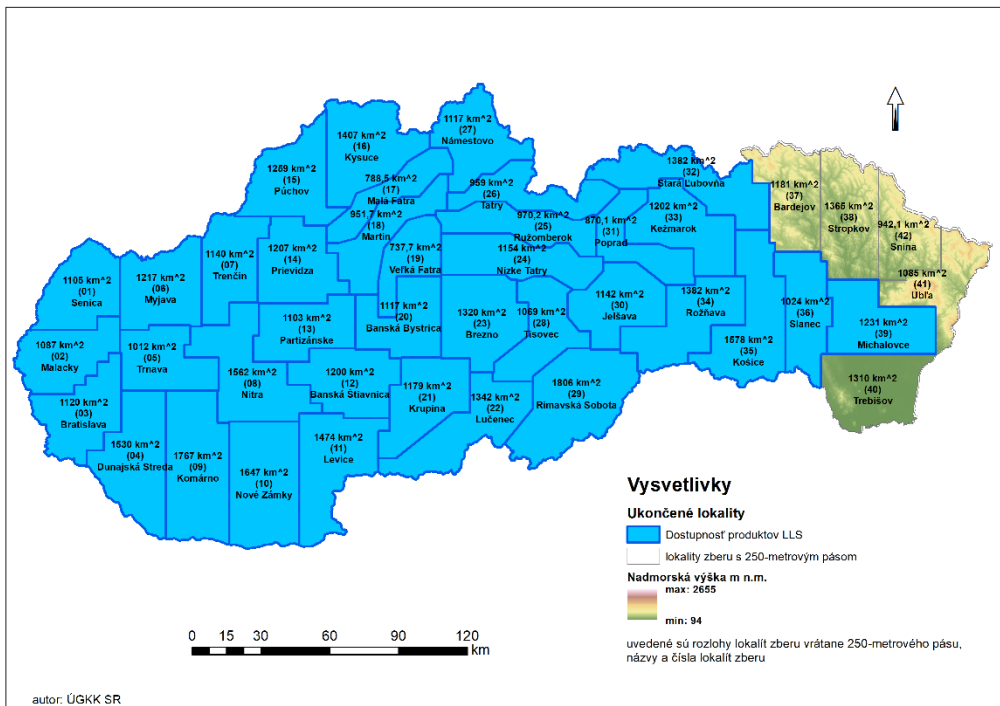 1117 km^2
(27)
Námestovo
1407 km^2
(16)
Kysuce
1259 km^2
(15)
Púchov
788,5 km^2
(17)
Malá Fatra
959 km^2
(26)
Tatry
1382 km^2
(32)
Stará Ľubovňa
1181 km^2
(37)
Bardejov
1365 km^2
(38)
Stropkov
942,1 km^2
(42)
Snina
951,7 km^2
(18)
Martin
970,2 km^2
(25)
Ružomberok
870,1 km^2
(31)
Poprad
1202 km^2
(33)
Kežmarok
1140 km^2
(07)
Trenčín
1207 km^2
(14)
Prievidza
737,7 km^2
(19)
Veľká Fatra
1154 km^2
(24)
Nízke Tatry
1085 km^2
(41)
Ubľa
1105 km^2
(01)
Senica
1217 km^2
(06)
Myjava
1117 km^2
(20)
Banská Bystrica
1320 km^2
(23)
Brezno
1069 km^2
(28)
Tisovec
1142 km^2
(30)
Jelšava
1382 km^2
(34)
Rožňava
1024 km^2
(36)
Slanec
1231 km^2
(39)
Michalovce
1087 km^2
(02)
Malacky
1012 km^2
(05)
Trnava
1103 km^2
(13)
Partizánske
1578 km^2
(35)
Košice
1562 km^2
(08)
Nitra
1200 km^2
(12)
Banská Štiavnica
1179 km^2
(21)
Krupina
1342 km^2
(22)
Lučenec
1806 km^2
(29)
Rimavská Sobota
1310 km^2
(40)
Trebišov
1120 km^2
(03)
Bratislava
1530 km^2
(04)
Dunajská Streda
1767 km^2
(09)
Komárno
1647 km^2
(10)
Nové Zámky
1474 km^2
(11)
Levice
Vysvetlivky
Ukončené lokality
Dostupnosť produktov LLS
lokality zberu s 250-metrovým pásom
Nadmorská výška m n.m.
max: 2655
min: 94
uvedené sú rozlohy lokalít zberu vrátane 250-metrového pásu,
názvy a čísla lokalít zberu
0 15 30 60 90 120
km
autor: ÚGKK SR